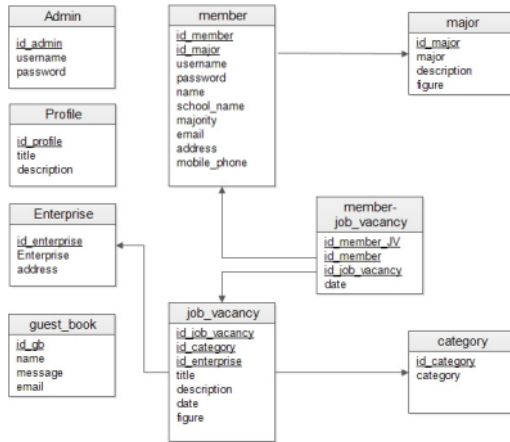 Admin
id_admin
username
password
member
id_member
id_major
username
password
name
school_name
majority
email
address
mobile_phone
major
id_major
major
description
figure
Profile
id_profile
title
description
Enterprise
id_enterprise
Enterprise
address
member-
job_vacancy
id_member_JV
id_member
id_job_vacancy
date
guest_book
id_gb
name
message
email
job_vacancy
id_job_vacancy
id_category
id_enterprise
title
description
date
figure
category
id_category
category